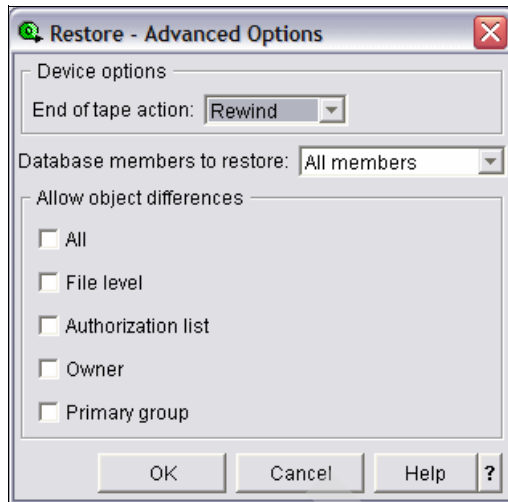 Restore - Advanced Options
Device options
End of tape action: Rewind
Database members to restore: All members
Allow object differences
All
File level
Authorization list
Owner
Primary group
OK Cancel Help ?